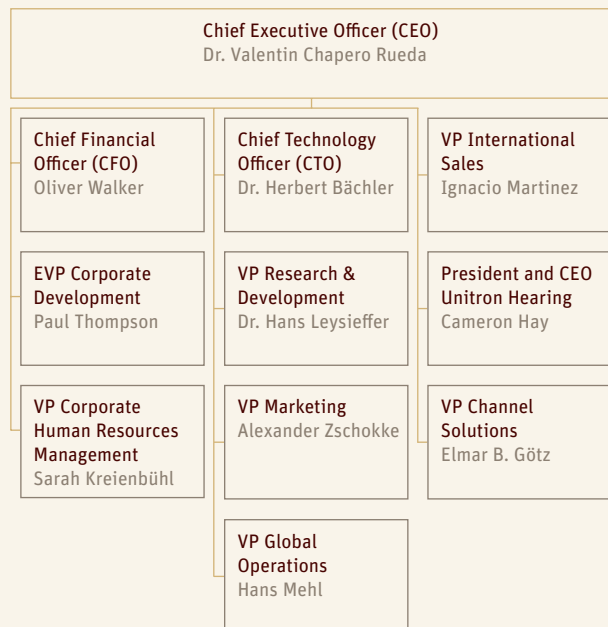 Chief Executive Officer (CEO)
Dr. Valentin Chapero Rueda
Chief Financial
Officer (CFO)
Oliver Walker
Chief Technology
Officer (CTO)
Dr. Herbert Bächler
VP International
Sales
Ignacio Martinez
EVP Corporate
Development
Paul Thompson
VP Research &
Development
Dr. Hans Leysieffer
President and CEO
Unitron Hearing
Cameron Hay
VP Corporate
Human Resources
Management
Sarah Kreienbühl
VP Marketing
Alexander Zschokke
VP Channel
Solutions
Elmar B. Götz
VP Global
Operations
Hans Mehl